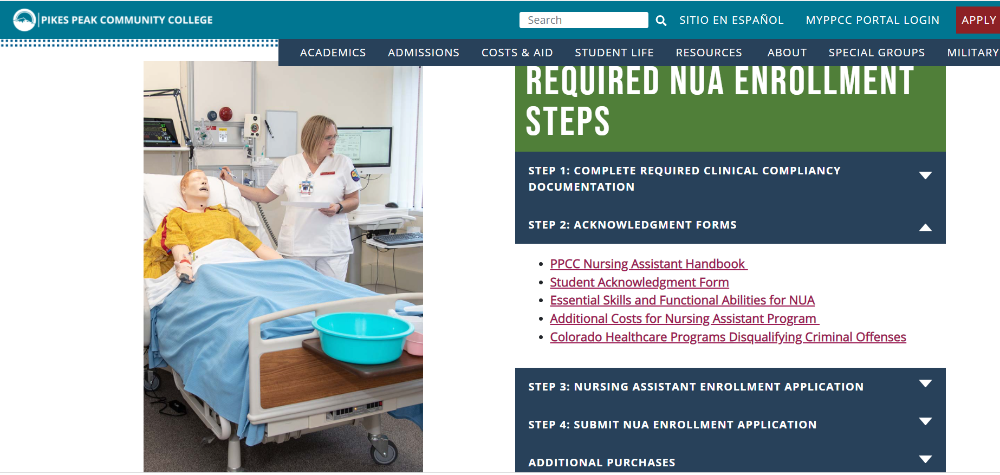 PIKES PEAK COMMUNITY COLLEGE
Search
SITIO EN ESPAÑOL
MYPPCC PORTAL LOGIN
APPLY
ACADEMICS
ADMISSIONS
COSTS & AID
STUDENT LIFE
RESOURCES
ABOUT
SPECIAL GROUPS
MILITARY
REQUIRED NUA ENROLLMENT
STEPS
STEP 1: COMPLETE REQUIRED CLINICAL COMPLIANCY
DOCUMENTATION
STEP 2: ACKNOWLEDGMENT FORMS
PPCC Nursing Assistant Handbook
Student Acknowledgment Form
Essential Skills and Functional Abilities for NUA
Additional Costs for Nursing Assistant Program
Colorado Healthcare Programs Disqualifying Criminal Offenses
STEP 3: NURSING ASSISTANT ENROLLMENT APPLICATION
STEP 4: SUBMIT NUA ENROLLMENT APPLICATION
ADDITIONAL PURCHASES